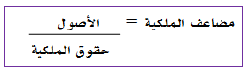 مضاعف الملكية = الأصول
حقوق الملكية